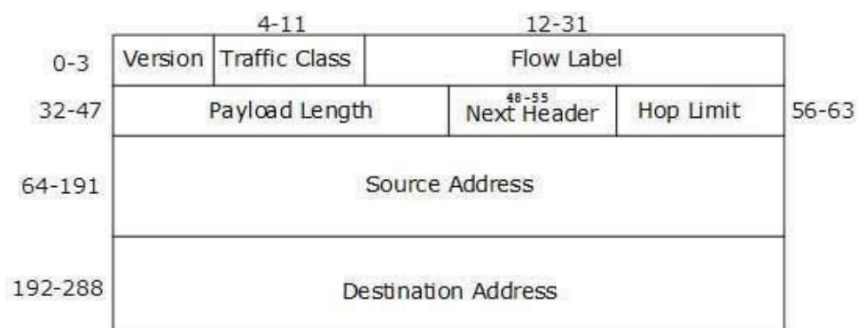 4-11 12-31
0-3 Version Traffic Class Flow Label
48-55
32-47 Payload Length Next Header Hop Limit 56-63
64-191 Source Address
192-288 Destination Address